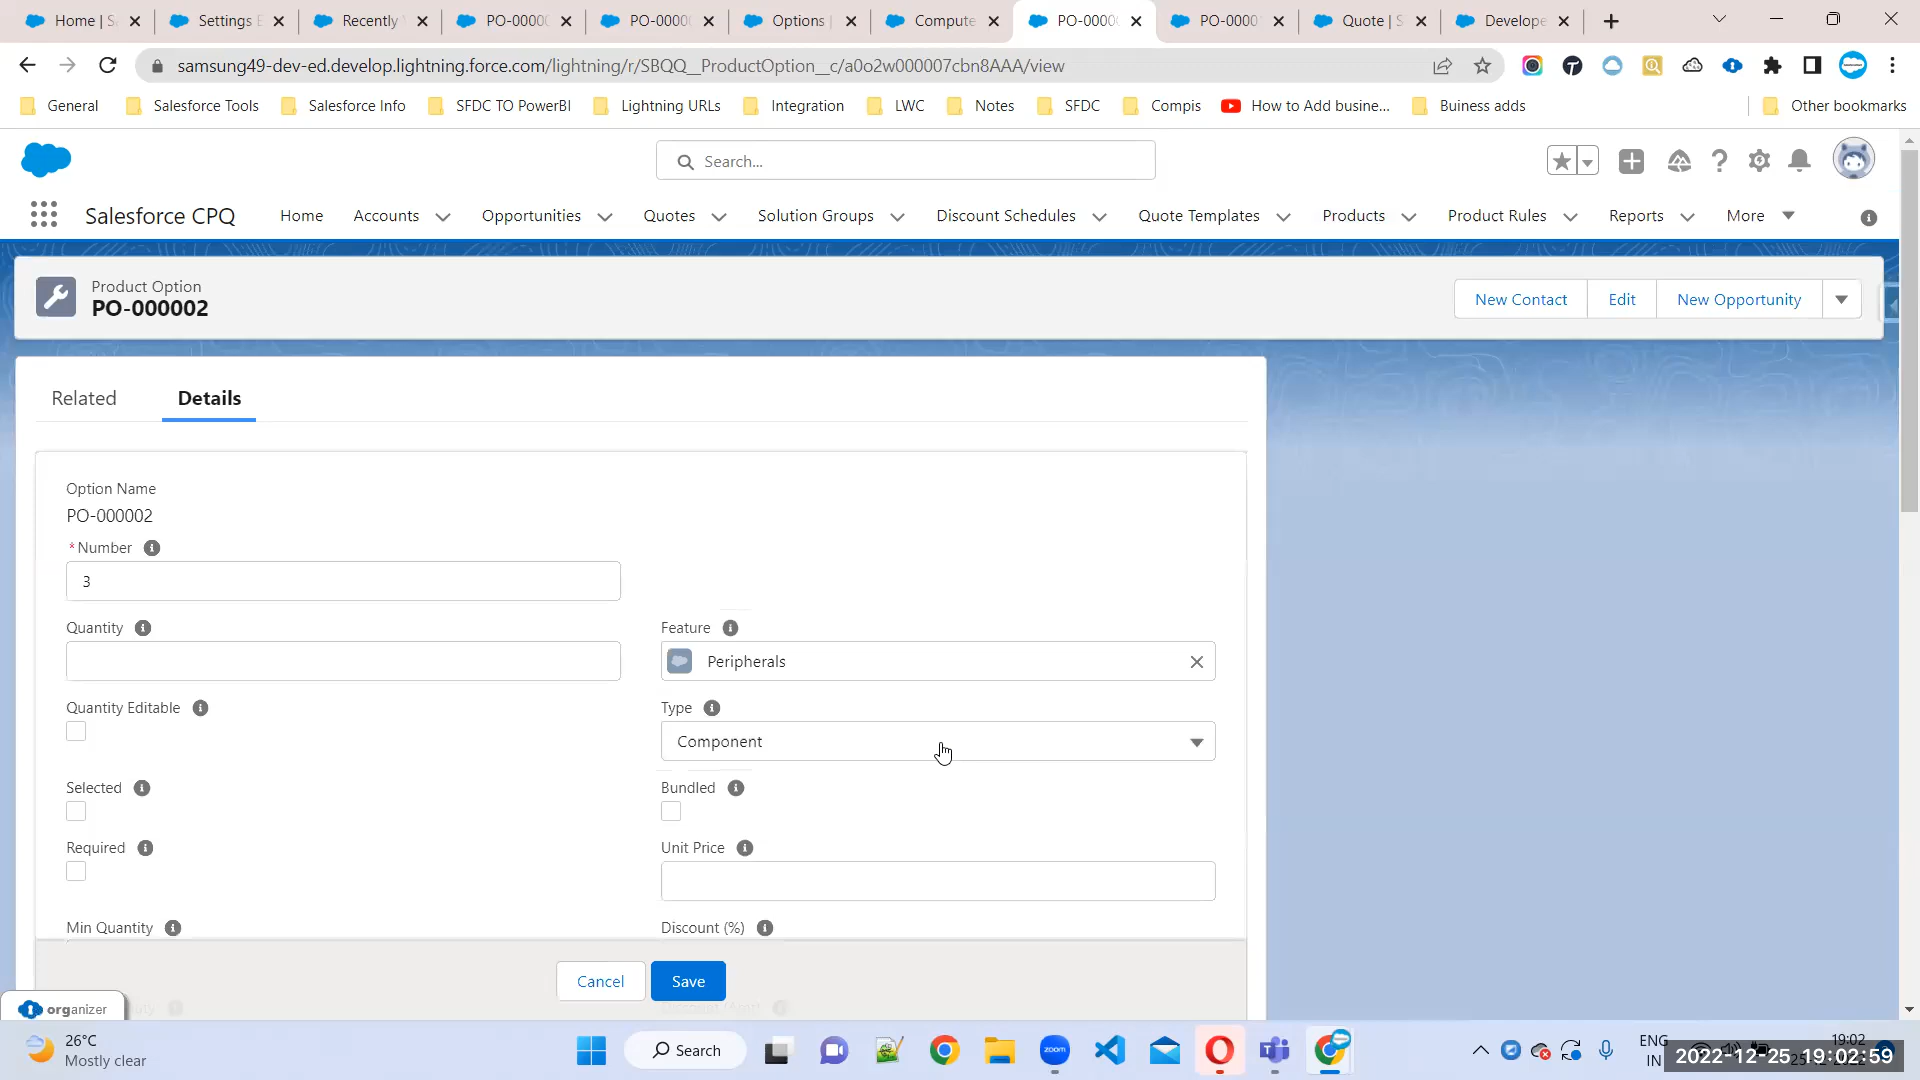 Home | S
Settings E
Recently V
PO-0000
PO-0000
Options |
Compute
PO-0000
PO-0000
Quote | S
Develope
samsung49-dev-ed.develop.lightning.force.com/lightning/r/SBQQ__ProductOption__c/a0o2w000007cbn8AAA/view
General
Salesforce Tools
Salesforce Info
SFDC TO PowerBI
Lightning URLs
Integration
LWC
Notes
SFDC
Compis
How to Add busine...
Buiness adds
Other bookmarks
Search...
Salesforce CPQ
Home
Accounts
Opportunities
Quotes
Solution Groups
Discount Schedules
Quote Templates
Products
Product Rules
Reports
More
Product Option
PO-000002
New Contact
Edit
New Opportunity
Related
Details
Option Name
PO-000002
*Number
3
Quantity
Feature
Peripherals
Quantity Editable
Type
Component
Selected
Bundled
Required
Unit Price
Min Quantity
Discount (%)
Cancel
Save
organizer
26°C
Mostly clear
Search
zoom
ENG
IN
19:02
2022-12-25 19:02:59